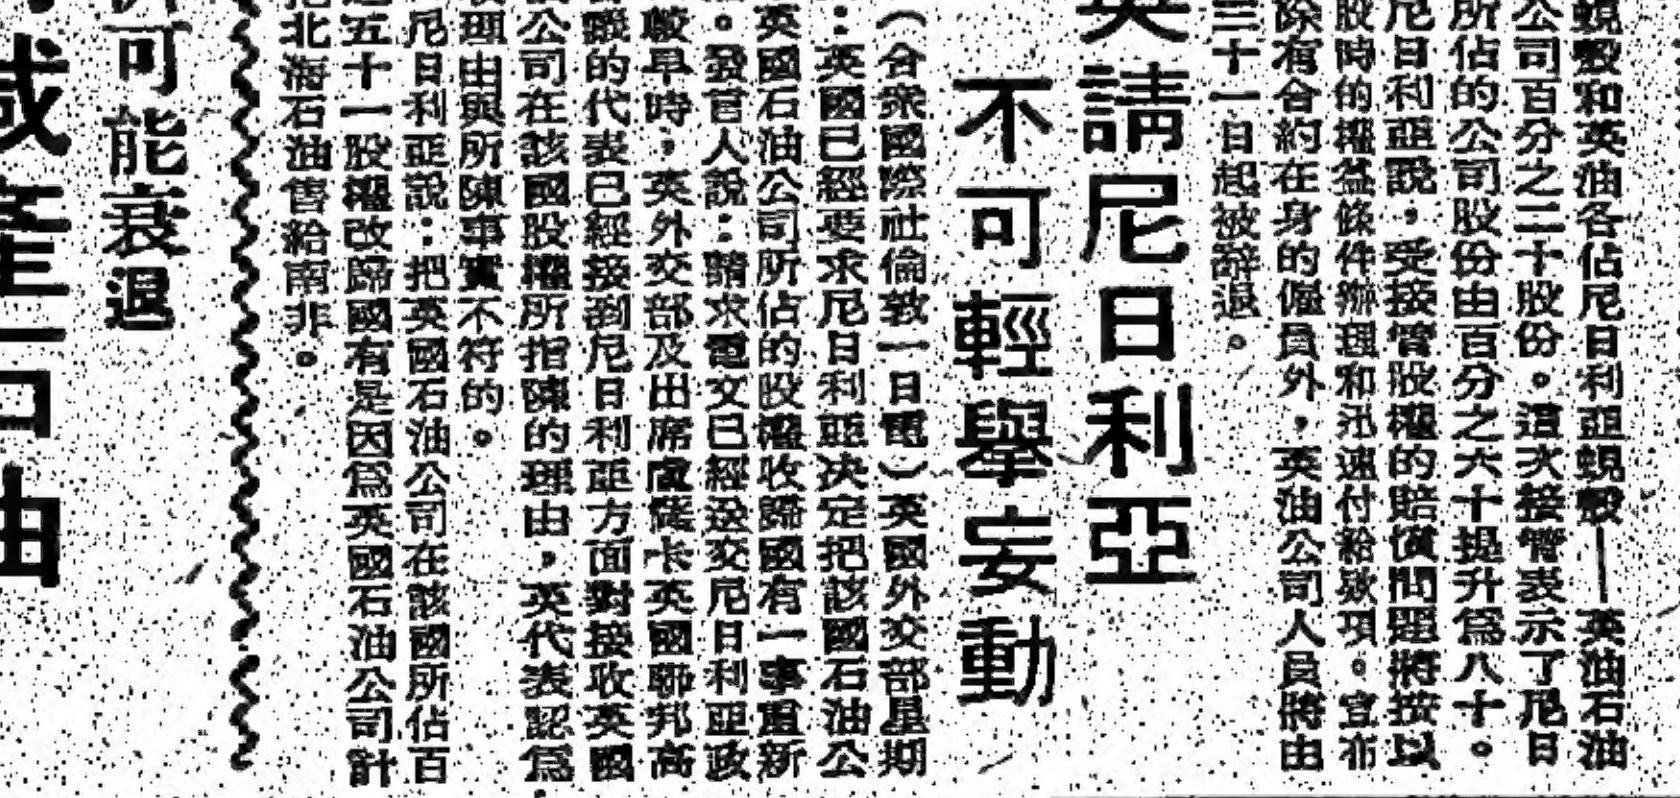 蜆殼和英油各佔尼日利亞蜆殼——英油石油
公司百分之二十股份。這次接管表示了尼日
所佔的公司股份由百分之六十提升爲八十。
尼日利亞說，受接管股權的賠償問題將按以
股時的權益條件辦理和迅速付給欵項。宣布
除有合約在身的僱員外，英油公司人員將由
三十一日起被辭退。
英請尼日利亞
不可輕舉妄動
（合衆國際社倫敦一日電）英國外交部星期
：英國已經要求尼日利亞决定把該國石油公
英國石油公司所佔的股權收歸國有一事重新
。發言人說：請求電文已經送交尼日利亞政
較早時，英外交部及出席盧薩卡英國聯邦高
議的代表已經接到尼日利亞方面對接收英國
公司在該國股權所指陳的理由，英代表認爲
理由與所陳事實不符的。
尼日利亞說：把英國石油公司在該國所佔百
五十一股權改歸國有是因爲英國石油公司計
把北海石油售給南非。
可能衰退
減產石油